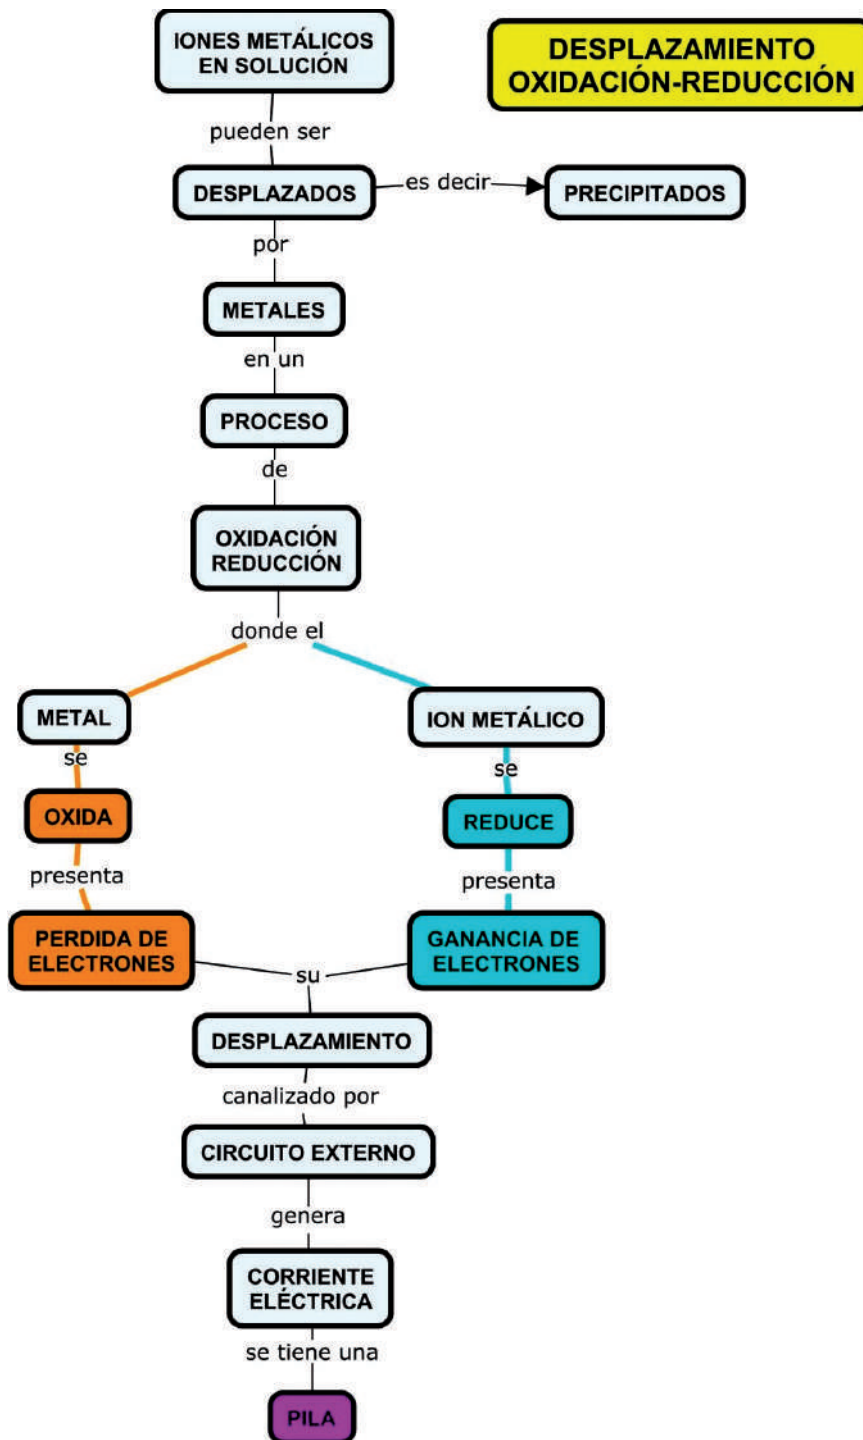 IONES METÁLICOS
EN SOLUCIÓN
DESPLAZAMIENTO
OXIDACIÓN-REDUCCIÓN
pueden ser
DESPLAZADOS
es decir
PRECIPITADOS
por
METALES
en un
PROCESO
de
OXIDACIÓN
REDUCCIÓN
donde el
METAL
ION METÁLICO
se
se
OXIDA
REDUCE
presenta
presenta
PERDIDA DE
ELECTRONES
GANANCIA DE
ELECTRONES
su
DESPLAZAMIENTO
canalizado por
CIRCUITO EXTERNO
genera
CORRIENTE
ELÉCTRICA
se tiene una
PILA